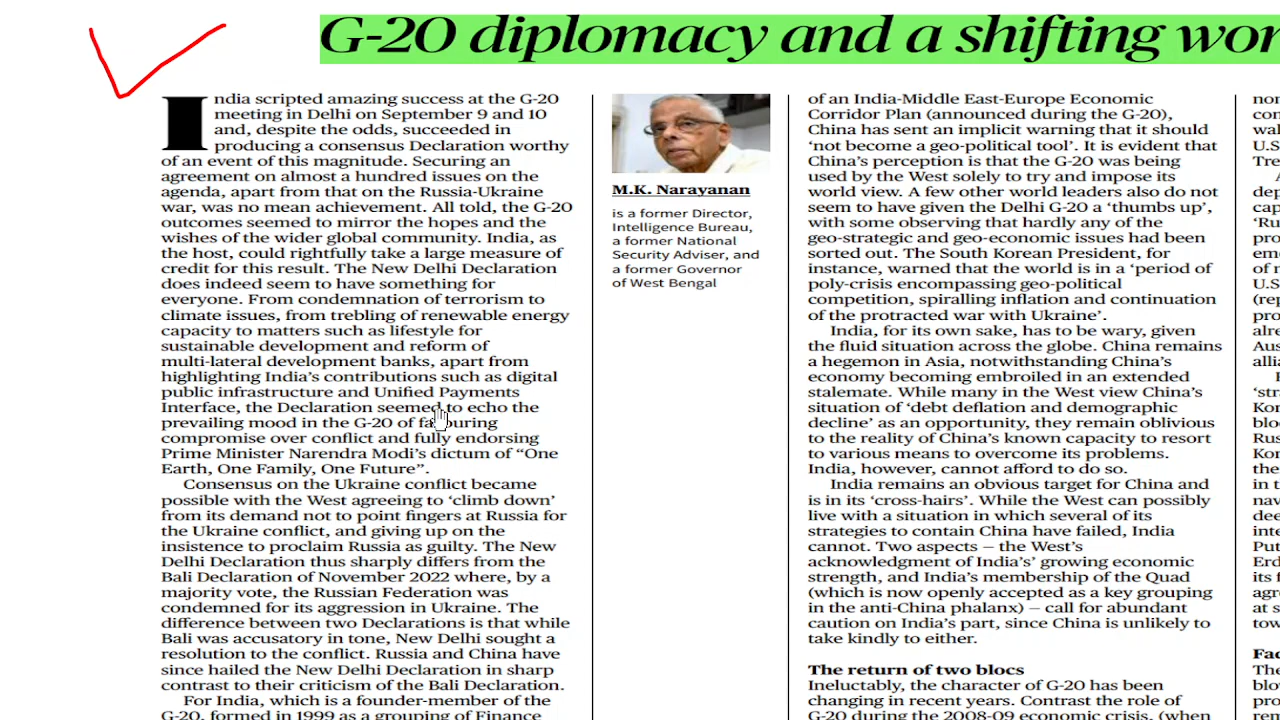 G-20 diplomacy and a shifting wor
India scripted amazing success at the G-20
meeting in Delhi on September 9 and 10
and, despite the odds, succeeded in
producing a consensus Declaration worthy
of an event of this magnitude. Securing an
agreement on almost a hundred issues on the
agenda, apart from that on the Russia-Ukraine
war, was no mean achievement. All told, the G-20
outcomes seemed to mirror the hopes and the
wishes of the wider global community. India, as
the host, could rightfully take a large measure of
credit for this result. The New Delhi Declaration
does indeed seem to have something for
everyone. From condemnation of terrorism to
climate issues, from trebling of renewable energy
capacity to matters such as lifestyle for
sustainable development and reform of
multi-lateral development banks, apart from
highlighting India's contributions such as digital
public infrastructure and Unified Payments
Interface, the Declaration seemed to echo the
prevailing mood in the G-20 of favouring
compromise over conflict and fully endorsing
Prime Minister Narendra Modi's dictum of “One
Earth, One Family, One Future”.
Consensus on the Ukraine conflict became
possible with the West agreeing to ‘climb down’
from its demand not to point fingers at Russia for
the Ukraine conflict, and giving up on the
insistence to proclaim Russia as guilty. The New
Delhi Declaration thus sharply differs from the
Bali Declaration of November 2022 where, by a
majority vote, the Russian Federation was
condemned for its aggression in Ukraine. The
difference between two Declarations is that while
Bali was accusatory in tone, New Delhi sought a
resolution to the conflict. Russia and China have
since hailed the New Delhi Declaration in sharp
contrast to their criticism of the Bali Declaration.
For India, which is a founder-member of the
G-20, formed in 1999 as a grouping of Finance
M.K. Narayanan
is a former Director,
Intelligence Bureau,
a former National
Security Adviser, and
a former Governor
of West Bengal
of an India-Middle East-Europe Economic
Corridor Plan (announced during the G-20),
China has sent an implicit warning that it should
‘not become a geo-political tool’. It is evident that
China's perception is that the G-20 was being
used by the West solely to try and impose its
world view. A few other world leaders also do not
seem to have given the Delhi G-20 a ‘thumbs up’,
with some observing that hardly any of the
geo-strategic and geo-economic issues had been
sorted out. The South Korean President, for
instance, warned that the world is in a ‘period of
poly-crisis encompassing geo-political
competition, spiralling inflation and continuation
of the protracted war with Ukraine’.
India, for its own sake, has to be wary, given
the fluid situation across the globe. China remains
a hegemon in Asia, notwithstanding China's
economy becoming embroiled in an extended
stalemate. While many in the West view China's
situation of ‘debt deflation and demographic
decline’ as an opportunity, they remain oblivious
to the reality of China's known capacity to resort
to various means to overcome its problems.
India, however, cannot afford to do so.
India remains an obvious target for China and
is in its ‘cross-hairs’. While the West can possibly
live with a situation in which several of its
strategies to contain China have failed, India
cannot. Two aspects — the West's
acknowledgment of India's’ growing economic
strength, and India's membership of the Quad
(which is now openly accepted as a key grouping
in the anti-China phalanx) — call for abundant
caution on India's part, since China is unlikely to
take kindly to either.
The return of two blocs
Ineluctably, the character of G-20 has been
changing in recent years. Contrast the role of
G-20 during the 2008-09 economic crisis, (when